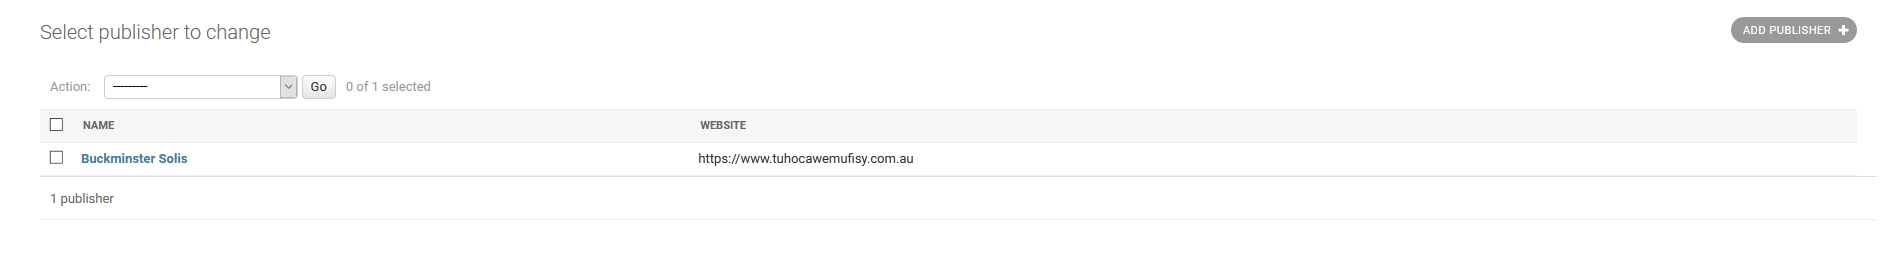 Select publisher to change
ADD PUBLISHER +
Action: --------- Go 0 of 1 selected
NAME WEBSITE
Buckminster Solis https://www.tuhocawemufisy.com.au
1 publisher